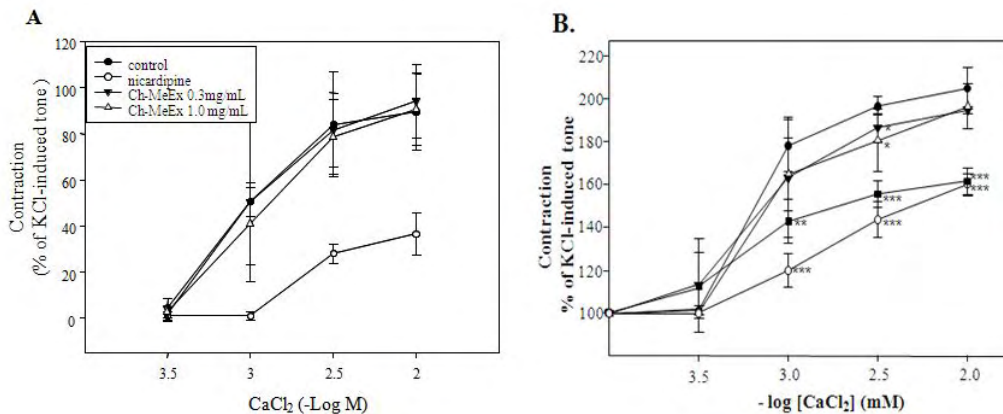 A
Contraction
(% of KCl-induced tone )
120
100
80
60
40
20
0
control
nicardipine
Ch-MeEx 0.3mg/mL
Ch-MeEx 1.0 mg/mL
3.5
3
2.5
2
CaCl2 (-Log M)
B.
Contraction
% of KCl-induced tone
220
200
180
160
140
120
100
*
*
***
***
**
***
***
***
3.5
3.0
2.5
2.0
- log [CaCl2] (mM)